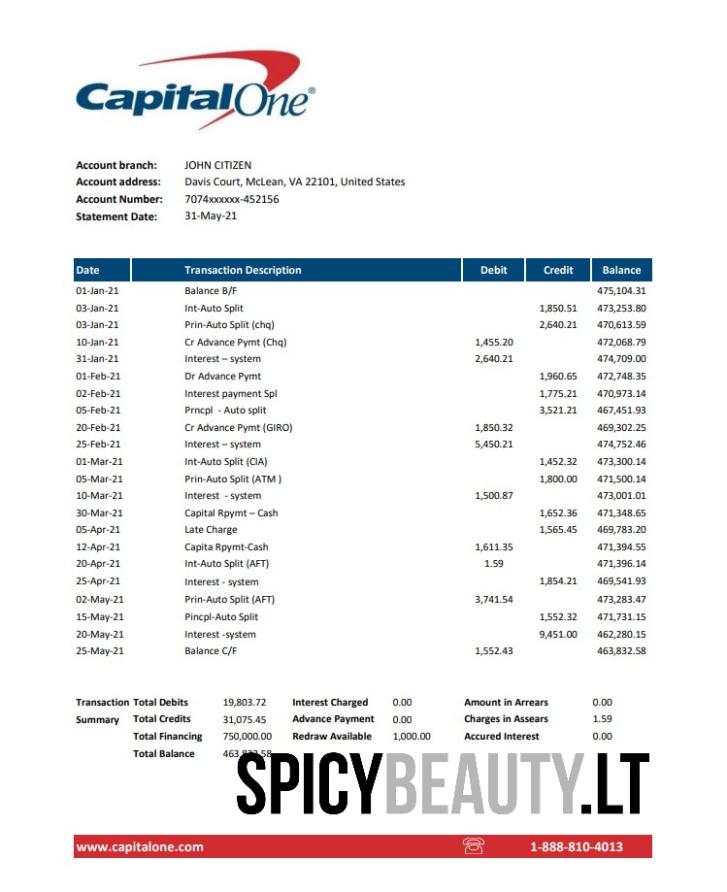 CapitalOne®
Account branch: JOHN CITIZEN
Account address: Davis Court, McLean, VA 22101, United States
Account Number: 7074xxxxxx-452156
Statement Date: 31-May-21
Date Transaction Description Debit Credit Balance
01-Jan-21 Balance B/F 475,104.31
03-Jan-21 Int-Auto Split 1,850.51 473,253.80
03-Jan-21 Prin-Auto Split (chq) 2,640.21 470,613.59
10-Jan-21 Cr Advance Pymt (Chq) 1,455.20 472,068.79
31-Jan-21 Interest – system 2,640.21 474,709.00
01-Feb-21 Dr Advance Pymt 1,960.65 472,748.35
02-Feb-21 Interest payment Spl 1,775.21 470,973.14
05-Feb-21 Prncpl - Auto split 3,521.21 467,451.93
20-Feb-21 Cr Advance Pymt (GIRO) 1,850.32 469,302.25
25-Feb-21 Interest – system 5,450.21 474,752.46
01-Mar-21 Int-Auto Split (CIA) 1,452.32 473,300.14
05-Mar-21 Prin-Auto Split (ATM ) 1,800.00 471,500.14
10-Mar-21 Interest - system 1,500.87 473,001.01
30-Mar-21 Capital Rpymt – Cash 1,652.36 471,348.65
05-Apr-21 Late Charge 1,565.45 469,783.20
12-Apr-21 Capita Rpymt-Cash 1,611.35 471,394.55
20-Apr-21 Int-Auto Split (AFT) 1.59 471,396.14
25-Apr-21 Interest - system 1,854.21 469,541.93
02-May-21 Prin-Auto Split (AFT) 3,741.54 473,283.47
15-May-21 Pincpl-Auto Split 1,552.32 471,731.15
20-May-21 Interest -system 9,451.00 462,280.15
25-May-21 Balance C/F 1,552.43 463,832.58
Transaction Total Debits 19,803.72 Interest Charged 0.00 Amount in Arrears 0.00
Summary Total Credits 31,075.45 Advance Payment 0.00 Charges in Assears 1.59
Total Financing 750,000.00 Redraw Available 1,000.00 Accured Interest 0.00
Total Balance 463,832.58
SPICYBEAUTY.LT
www.capitalone.com 1-888-810-4013